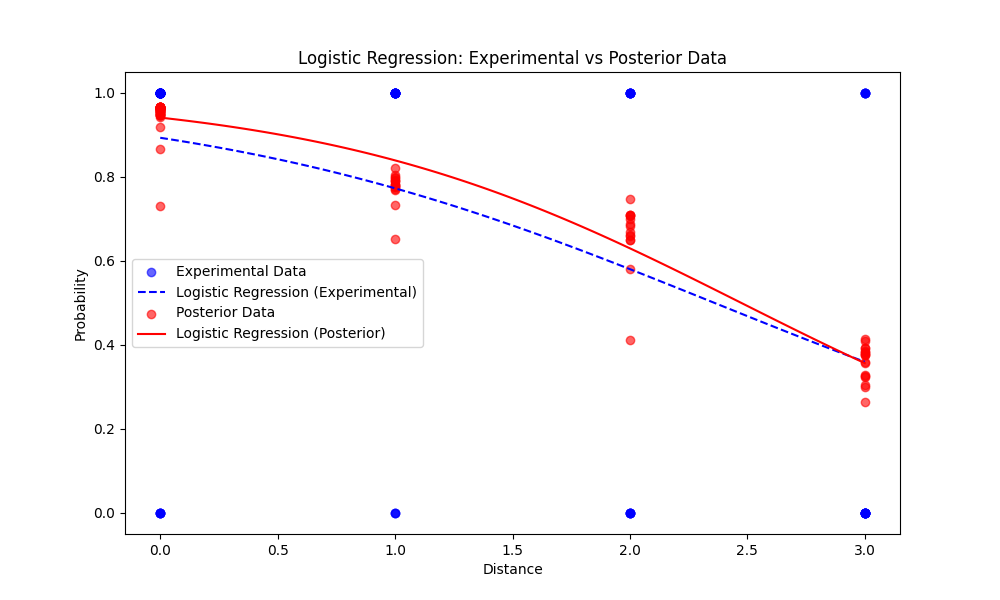 Logistic Regression: Experimental vs Posterior Data
Probability
1.0
0.8
0.6
0.4
0.2
0.0
Experimental Data
Logistic Regression (Experimental)
Posterior Data
Logistic Regression (Posterior)
0.0 0.5 1.0 1.5 2.0 2.5 3.0
Distance